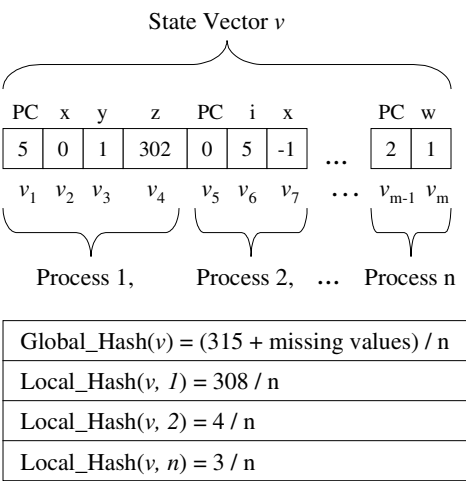 State Vector v
PC x y z PC i x PC w
5 0 1 302 0 5 -1 ... 2 1
v1 v2 v3 v4 v5 v6 v7 ... vm-1 vm
Process 1, Process 2, ... Process n
Global_Hash(v) = (315 + missing values) / n
Local_Hash(v, 1) = 308 / n
Local_Hash(v, 2) = 4 / n
Local_Hash(v, n) = 3 / n